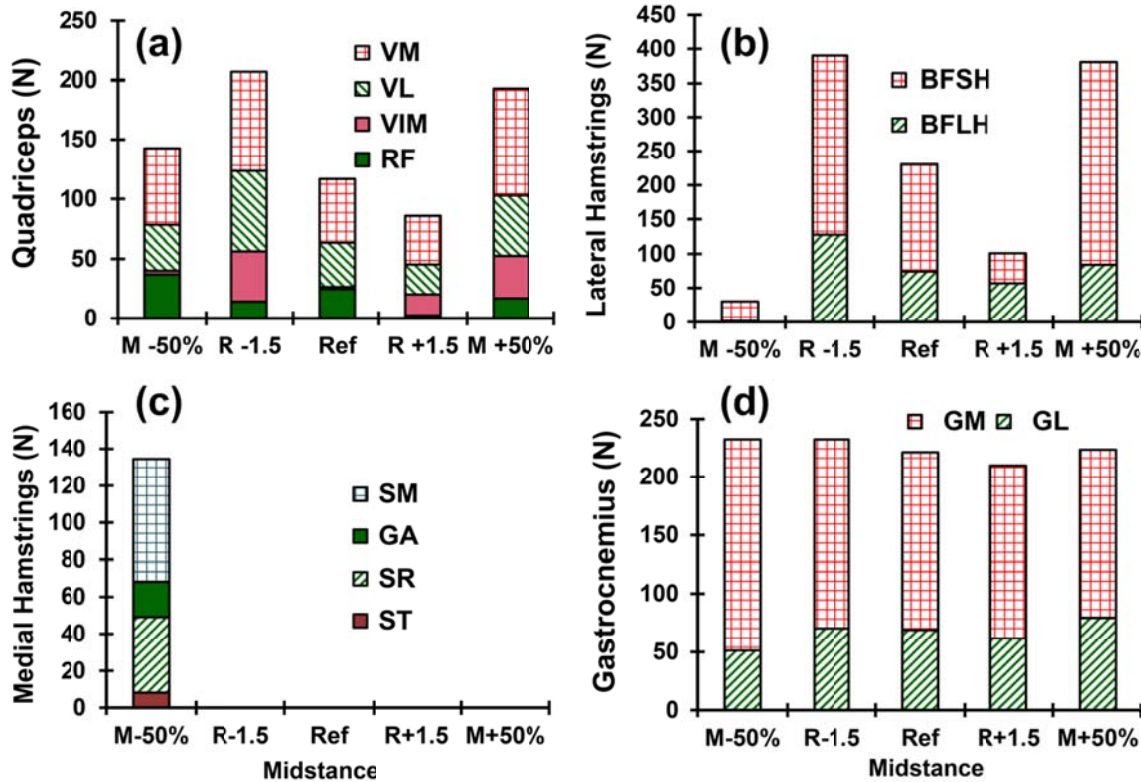 (a)
Quadriceps (N)
250
200
150
100
50
0
VM
VL
VIM
RF
M -50% R -1.5 Ref R +1.5 M +50%
(b)
Lateral Hamstrings (N)
450
400
350
300
250
200
150
100
50
0
BFSH
BFLH
M -50% R -1.5 Ref R +1.5 M +50%
(c)
Medial Hamstrings (N)
160
140
120
100
80
60
40
20
0
SM
GA
SR
ST
M-50% R-1.5 Ref R+1.5 M+50%
Midstance
(d)
Gastrocnemius (N)
250
200
150
100
50
0
GM GL
M-50% R-1.5 Ref R+1.5 M+50%
Midstance